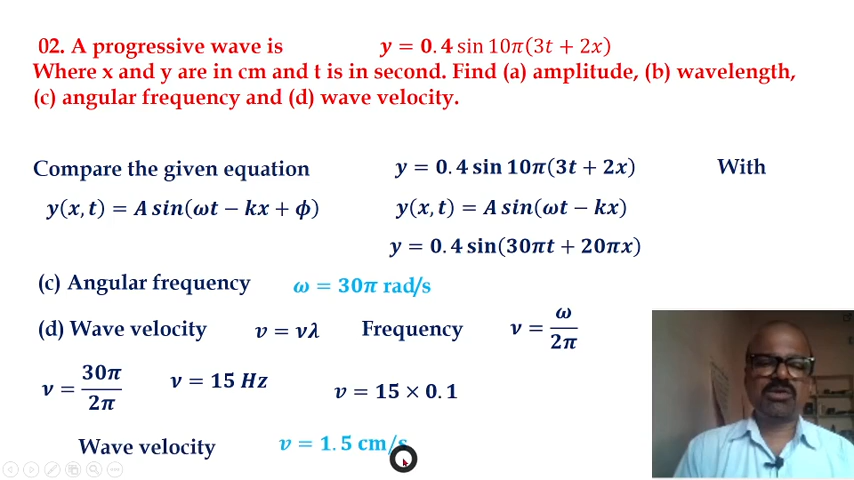 02. A progressive wave is y = 0.4 sin 10π(3t + 2x)
Where x and y are in cm and t is in second. Find (a) amplitude, (b) wavelength,
(c) angular frequency and (d) wave velocity.
Compare the given equation y = 0.4 sin 10π(3t + 2x) With
y(x, t) = A sin(ωt − kx + ϕ) y(x, t) = A sin(ωt − kx)
y = 0.4 sin(30πt + 20πx)
(c) Angular frequency ω = 30π rad/s
(d) Wave velocity v = νλ Frequency ν = ω/2π
ν = 30π/2π ν = 15 Hz v = 15 × 0.1
Wave velocity v = 1.5 cm/s